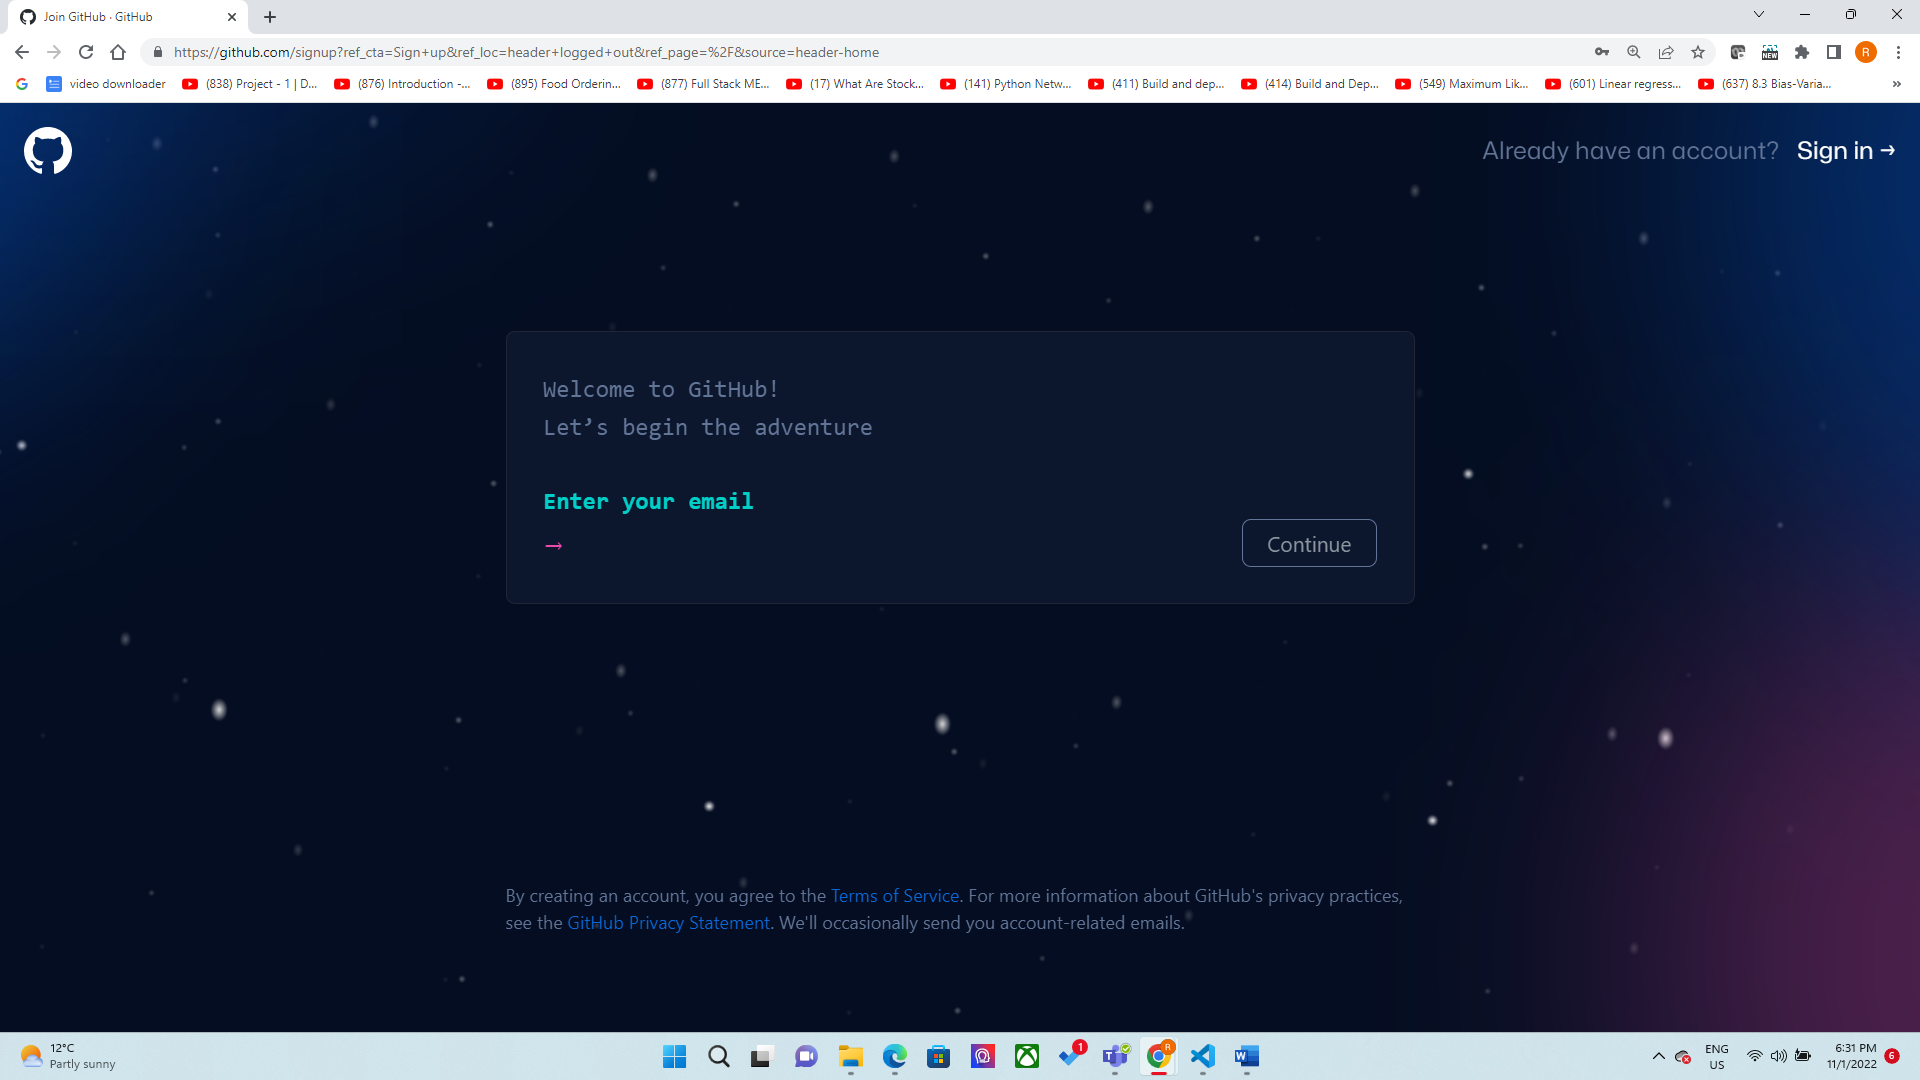 Join GitHub · GitHub
https://github.com/signup?ref_cta=Sign+up&ref_loc=header+logged+out&ref_page=%2F&source=header-home
NEW
R
video downloader
(838) Project - 1 | D...
(876) Introduction -...
(895) Food Orderin...
(877) Full Stack ME...
(17) What Are Stock...
(141) Python Netw...
(411) Build and dep...
(414) Build and Dep...
(549) Maximum Lik...
(601) Linear regress...
(637) 8.3 Bias-Varia...
Already have an account? Sign in →
Welcome to GitHub!
Let’s begin the adventure
Enter your email
→
Continue
By creating an account, you agree to the Terms of Service. For more information about GitHub's privacy practices,
see the GitHub Privacy Statement. We'll occasionally send you account-related emails.
12°C
Partly sunny
1
R
ENG
US
6:31 PM
11/1/2022
6